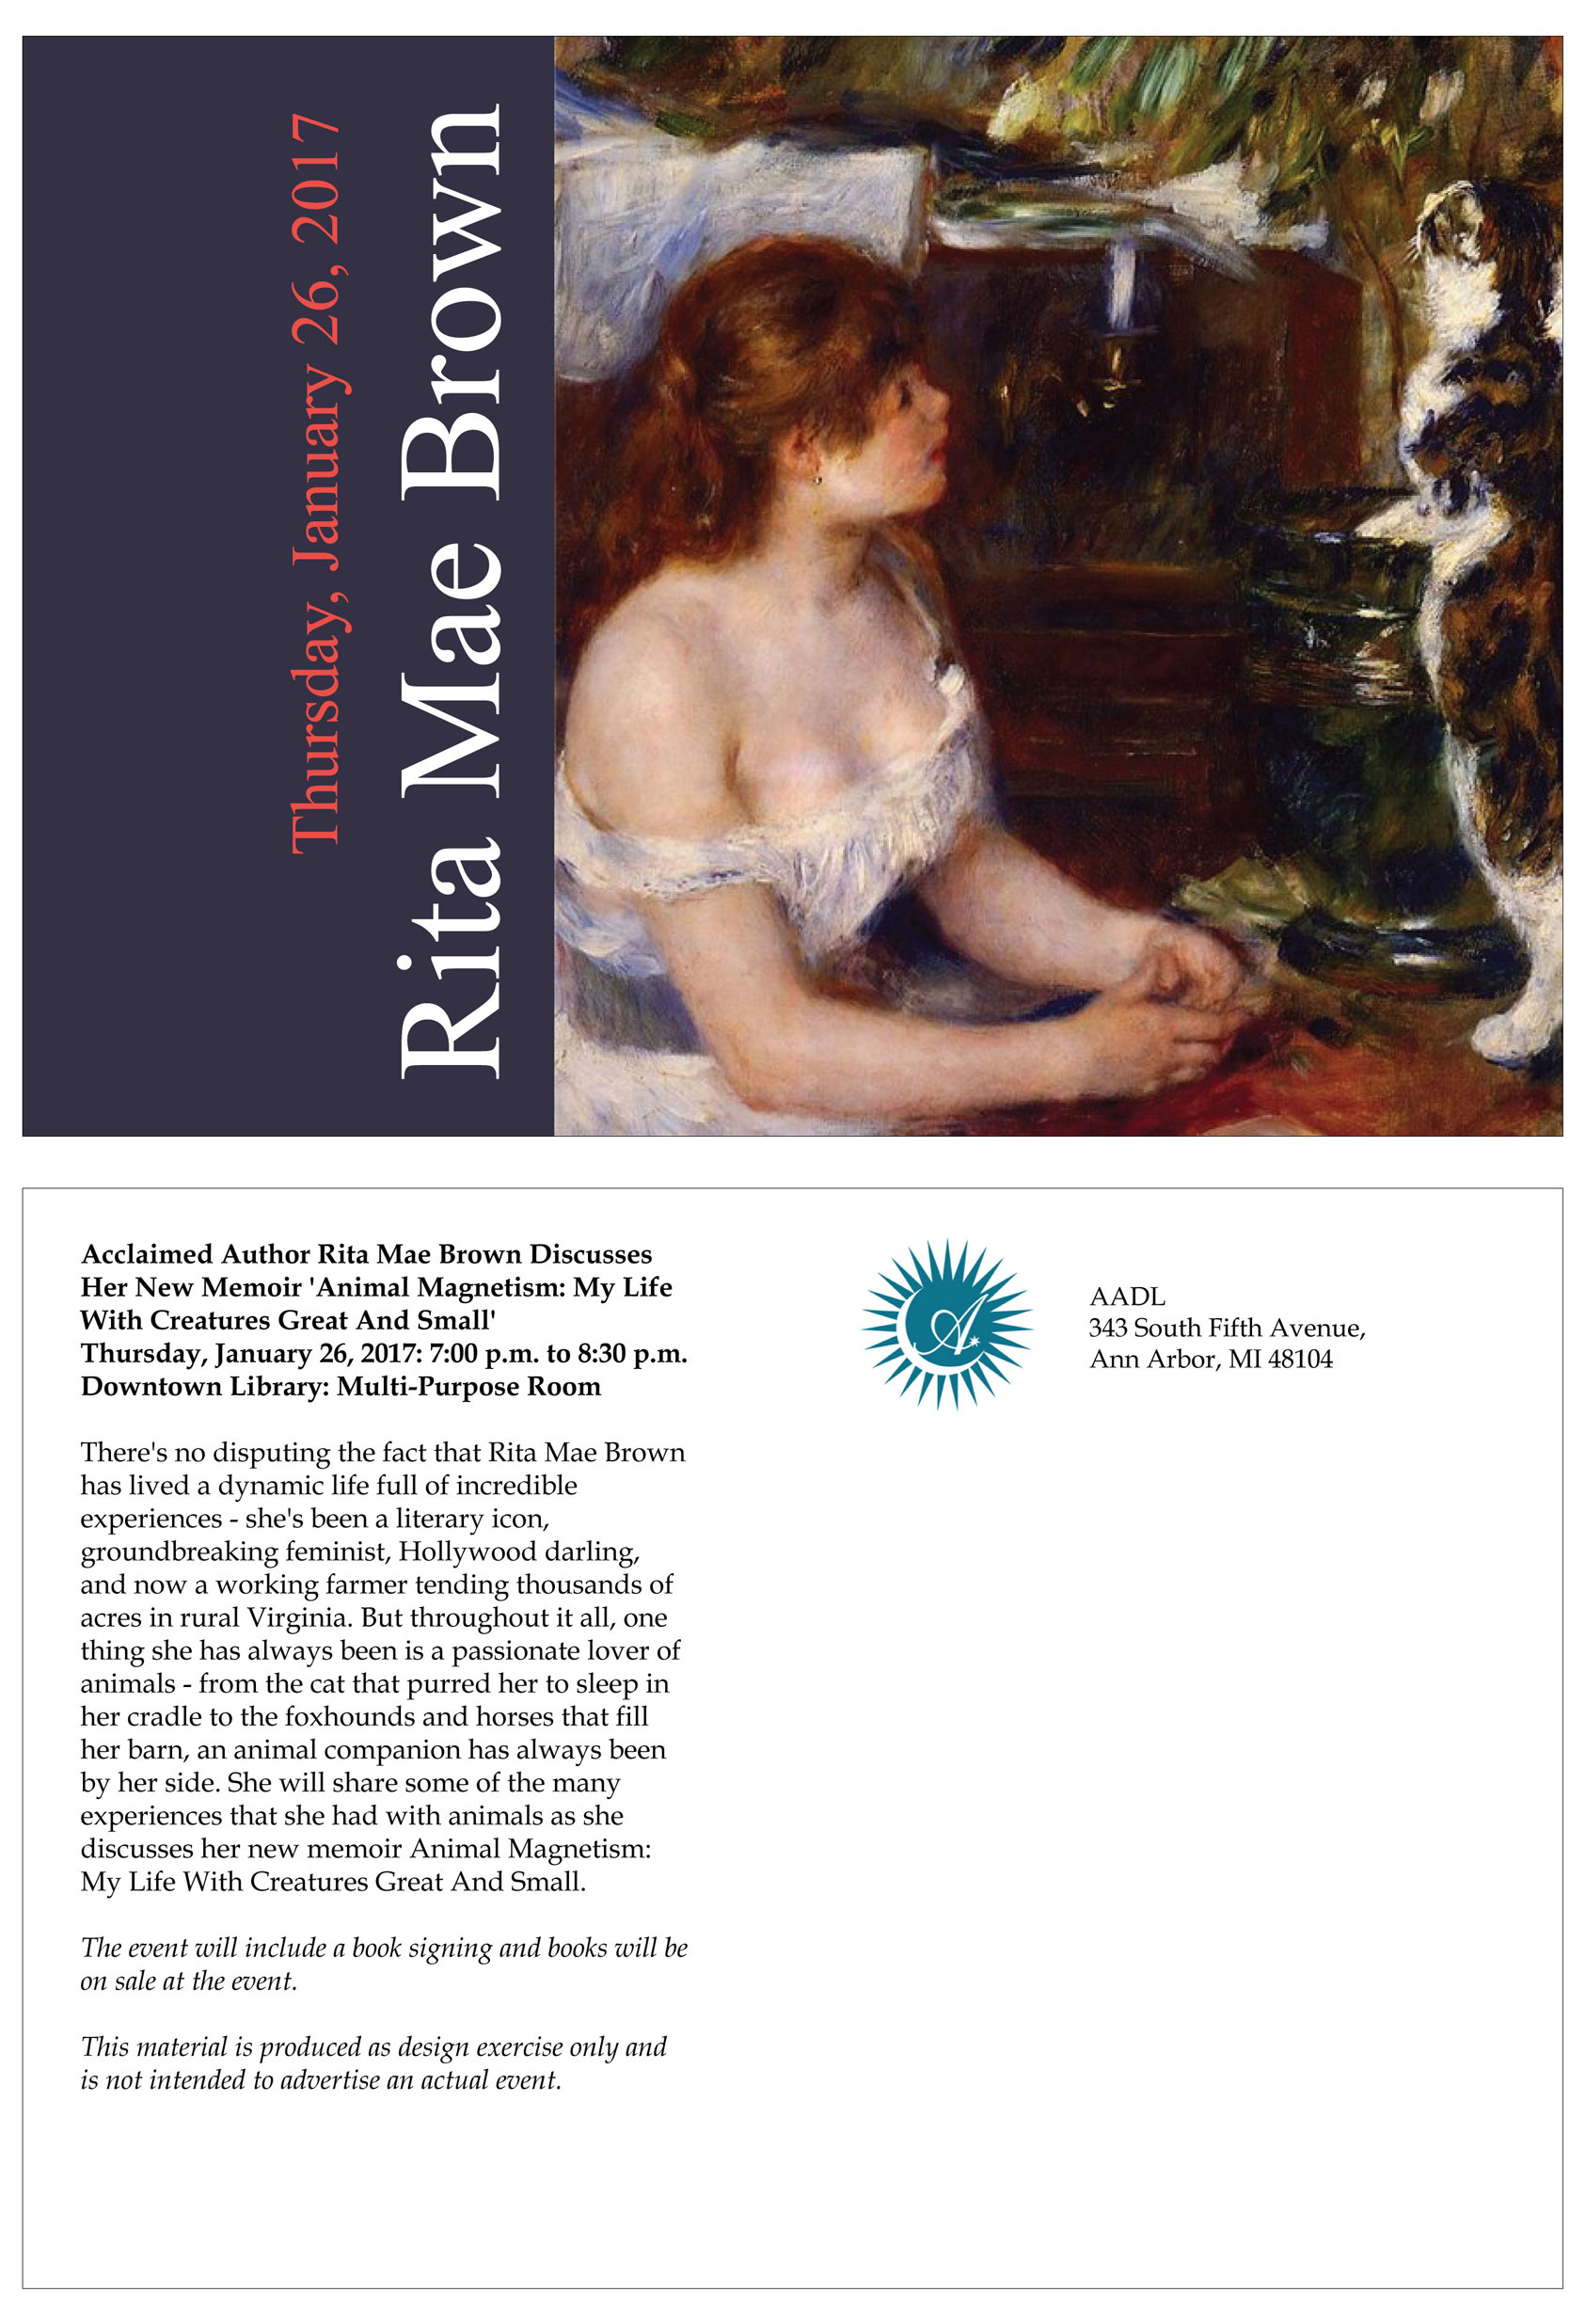 Thursday, January 26, 2017
Rita Mae Brown
Acclaimed Author Rita Mae Brown Discusses
Her New Memoir 'Animal Magnetism: My Life
With Creatures Great And Small'
Thursday, January 26, 2017: 7:00 p.m. to 8:30 p.m.
Downtown Library: Multi-Purpose Room
There's no disputing the fact that Rita Mae Brown
has lived a dynamic life full of incredible
experiences - she's been a literary icon,
groundbreaking feminist, Hollywood darling,
and now a working farmer tending thousands of
acres in rural Virginia. But throughout it all, one
thing she has always been is a passionate lover of
animals - from the cat that purred her to sleep in
her cradle to the foxhounds and horses that fill
her barn, an animal companion has always been
by her side. She will share some of the many
experiences that she had with animals as she
discusses her new memoir Animal Magnetism:
My Life With Creatures Great And Small.
The event will include a book signing and books will be
on sale at the event.
This material is produced as design exercise only and
is not intended to advertise an actual event.
A
AADL
343 South Fifth Avenue,
Ann Arbor, MI 48104